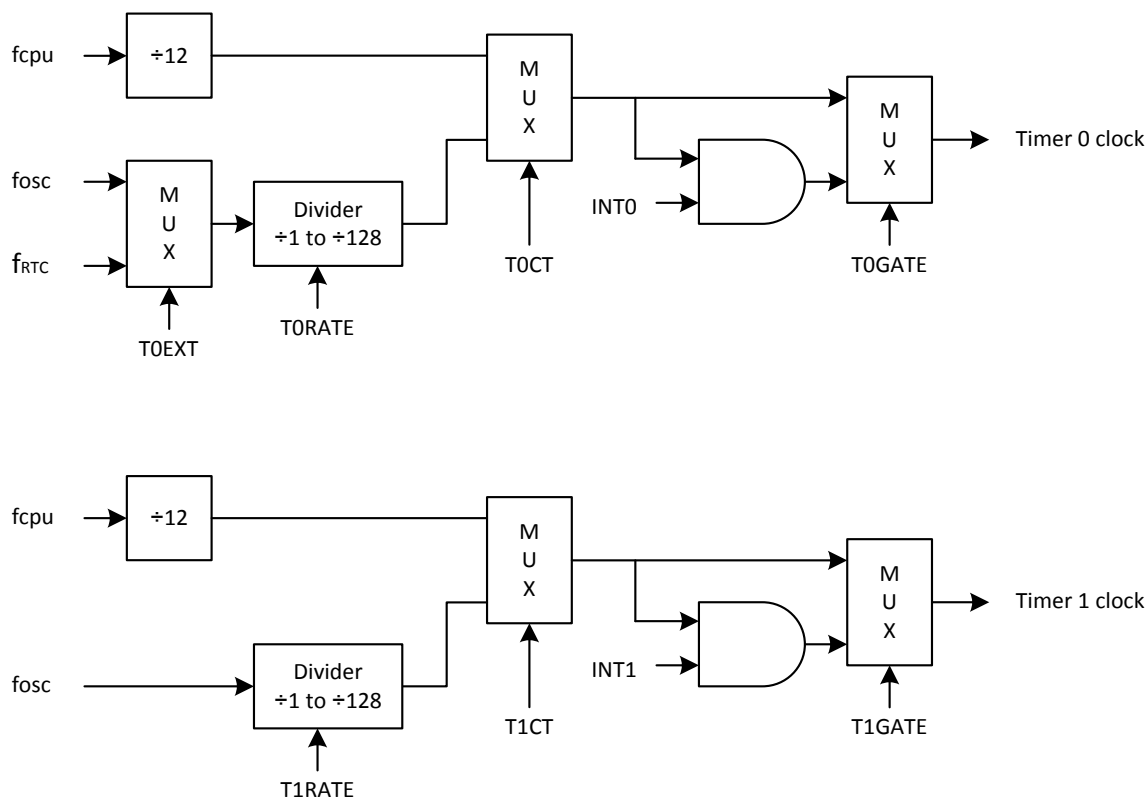 fcpu
÷12
M
U
X
M
U
X
Timer 0 clock
fosc
M
U
X
Divider
÷1 to ÷128
INT0
fRTC
T0CT
T0GATE
T0RATE
T0EXT
fcpu
÷12
M
U
X
M
U
X
Timer 1 clock
fosc
Divider
÷1 to ÷128
INT1
T1CT
T1GATE
T1RATE